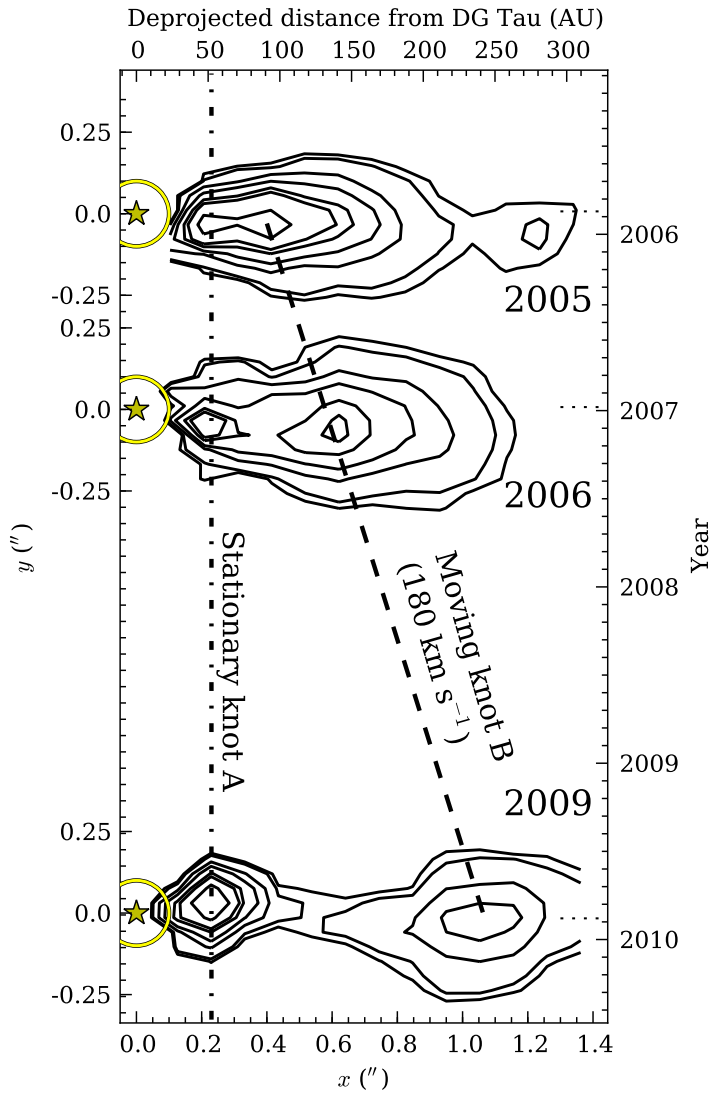 Deprojected distance from DG Tau (AU)
0 50 100 150 200 250 300
0.25
0.0
-0.25
2006
2005
0.25
0.0
-0.25
2007
2006
y (″)
Stationary knot A
Moving knot B
(180 km s⁻¹)
Year
2008
2009
2009
0.25
0.0
-0.25
2010
0.0 0.2 0.4 0.6 0.8 1.0 1.2 1.4
x (″)